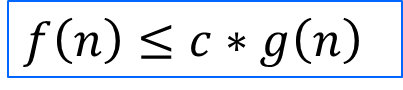 f(n) ≤ c * g(n)